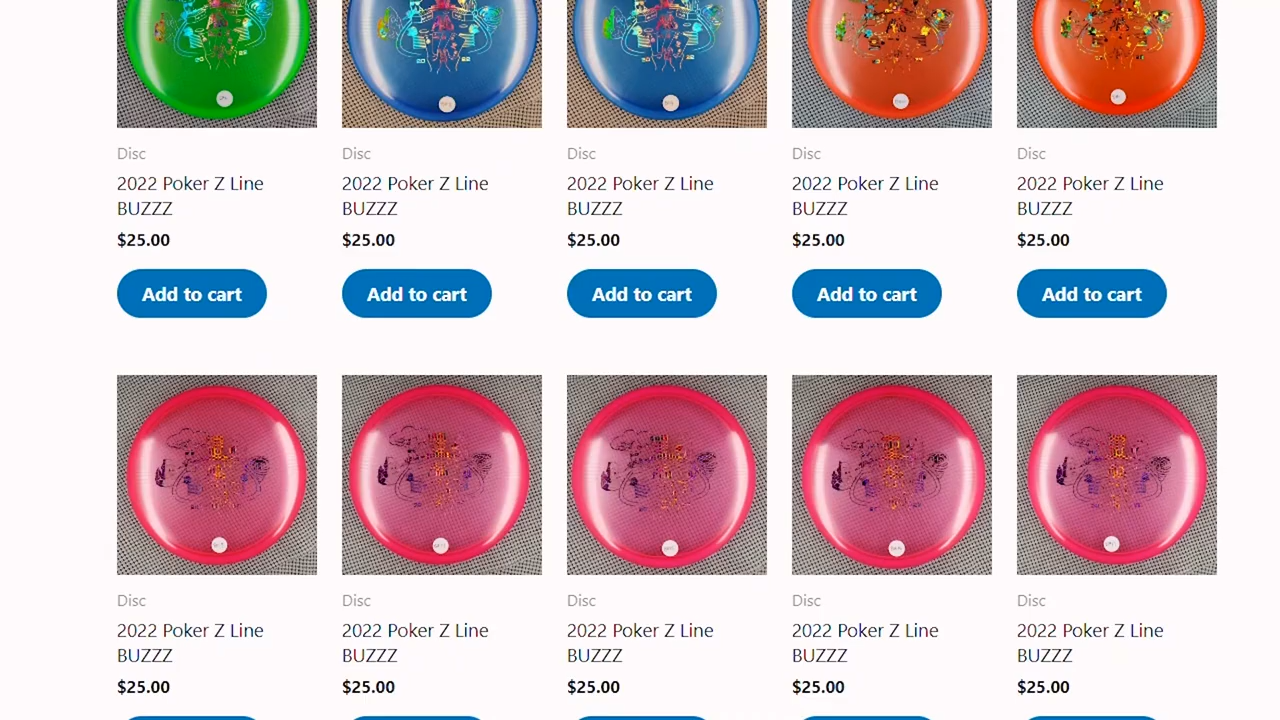 Disc Disc Disc Disc Disc
2022 Poker Z Line 2022 Poker Z Line 2022 Poker Z Line 2022 Poker Z Line 2022 Poker Z Line
BUZZZ BUZZZ BUZZZ BUZZZ BUZZZ
$25.00 $25.00 $25.00 $25.00 $25.00
Add to cart Add to cart Add to cart Add to cart Add to cart
Disc Disc Disc Disc Disc
2022 Poker Z Line 2022 Poker Z Line 2022 Poker Z Line 2022 Poker Z Line 2022 Poker Z Line
BUZZZ BUZZZ BUZZZ BUZZZ BUZZZ
$25.00 $25.00 $25.00 $25.00 $25.00